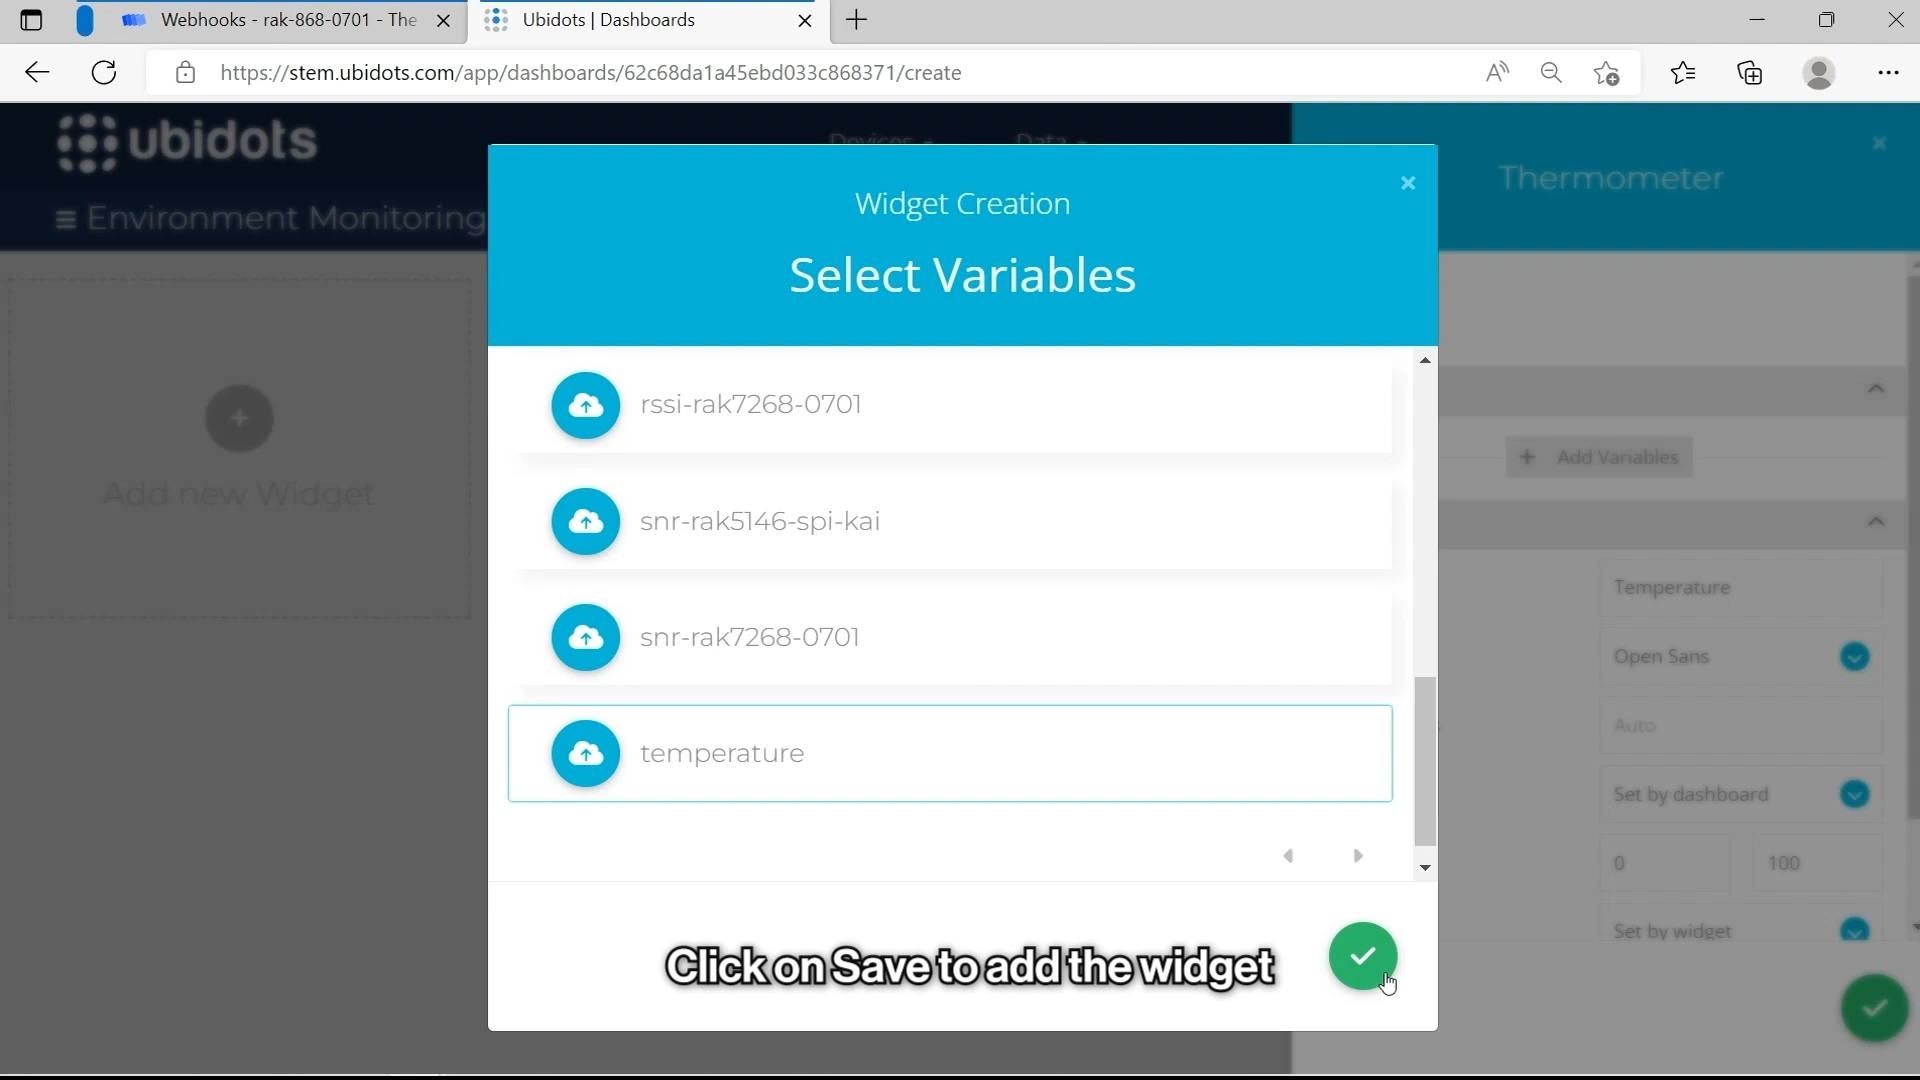 Webhooks - rak-868-0701 - The
Ubidots | Dashboards
https://stem.ubidots.com/app/dashboards/62c68da1a45ebd033c868371/create
ubidots
Devices
Data
Environment Monitoring
Thermometer
Widget Creation
Select Variables
Add new Widget
rssi-rak7268-0701
snr-rak5146-spi-kai
snr-rak7268-0701
temperature
+ Add Variables
Temperature
Open Sans
Auto
Set by dashboard
0
100
Set by widget
Click on Save to add the widget